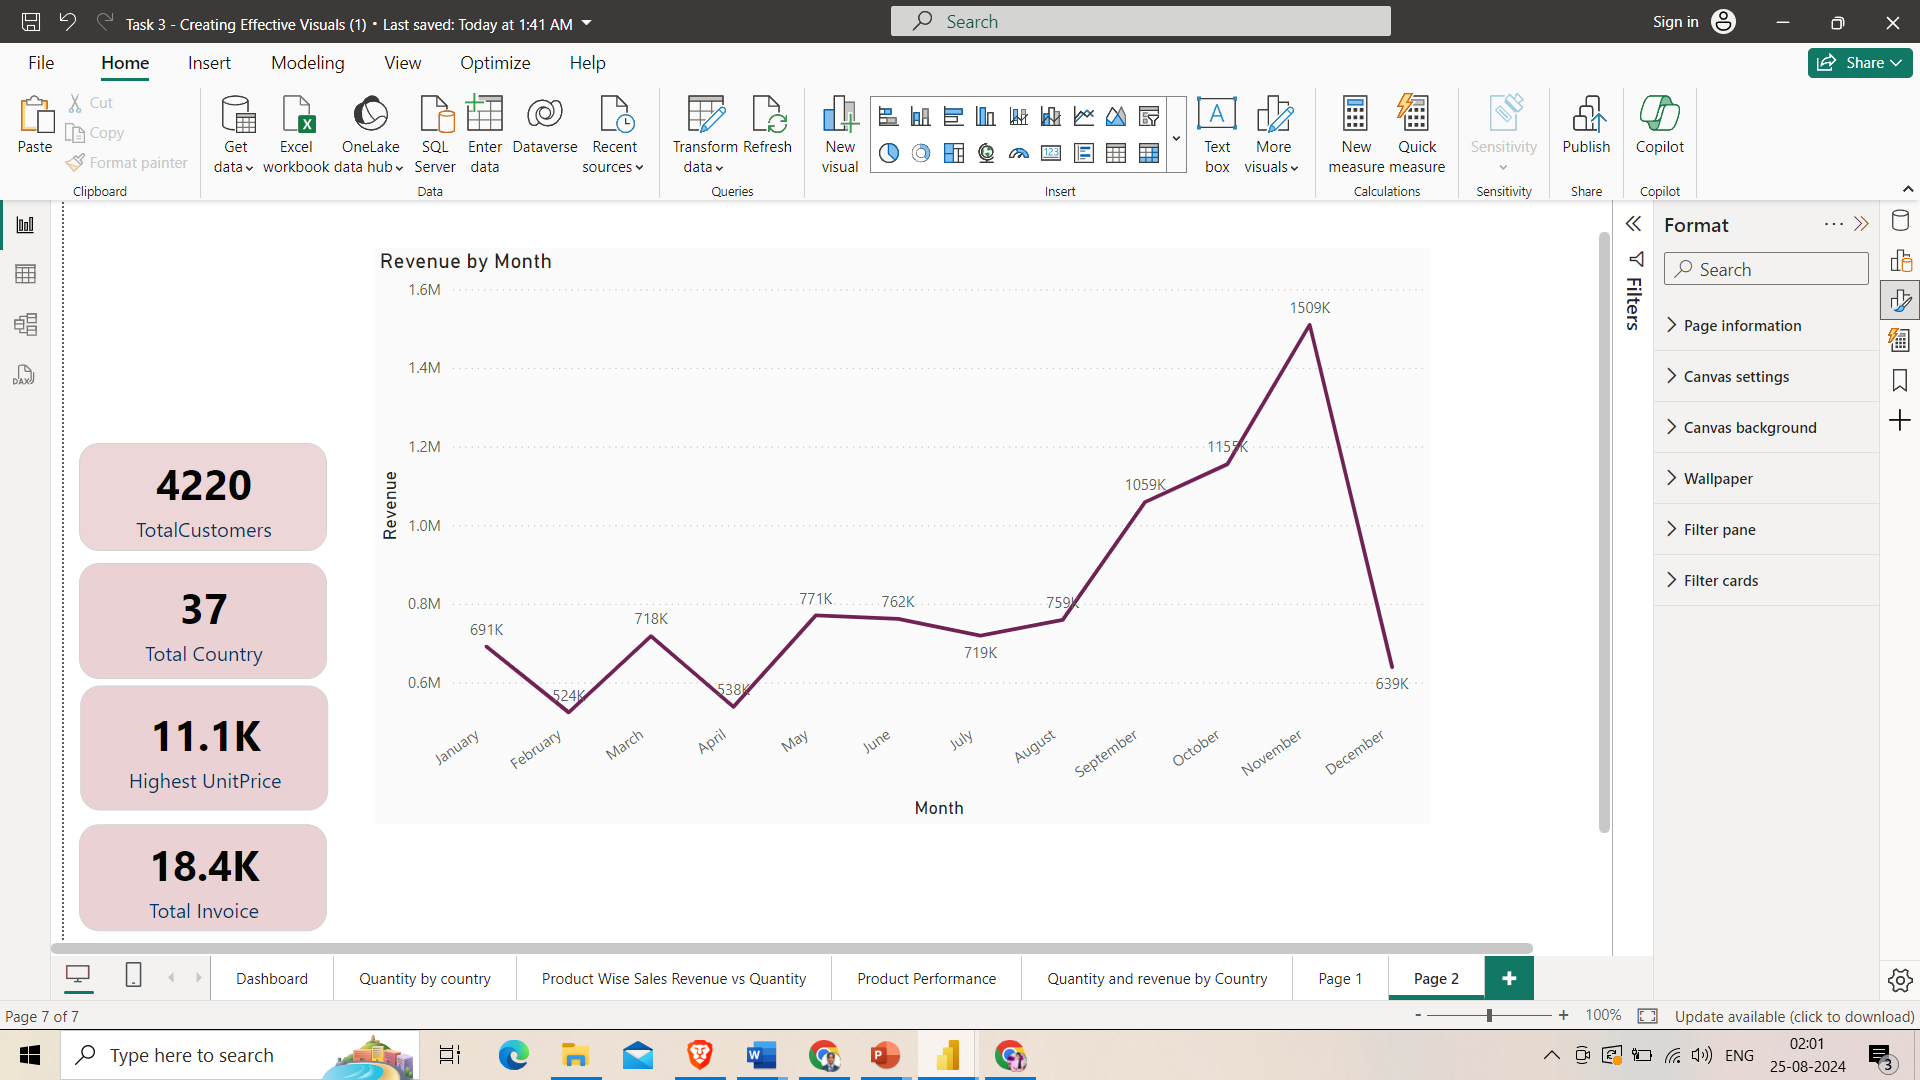 Task 3 - Creating Effective Visuals (1) • Last saved: Today at 1:41 AM
Search
Sign in
File
Home
Insert
Modeling
View
Optimize
Help
Share
Paste
Cut
Copy
Format painter
Clipboard
Get data
Excel workbook
OneLake data hub
SQL Server
Enter data
Dataverse
Recent sources
Data
Transform data
Refresh
Queries
New visual
123
A
Text box
More visuals
Insert
New measure
Quick measure
Calculations
Sensitivity
Sensitivity
Publish
Share
Copilot
Copilot
DAX
4220
TotalCustomers
37
Total Country
11.1K
Highest UnitPrice
18.4K
Total Invoice
Revenue by Month
Revenue
1.6M
1.4M
1.2M
1.0M
0.8M
0.6M
691K
524K
718K
538K
771K
762K
719K
759K
1059K
1155K
1509K
639K
January
February
March
April
May
June
July
August
September
October
November
December
Month
Filters
Format
Search
Page information
Canvas settings
Canvas background
Wallpaper
Filter pane
Filter cards
Dashboard
Quantity by country
Product Wise Sales Revenue vs Quantity
Product Performance
Quantity and revenue by Country
Page 1
Page 2
Page 7 of 7
- + 100%
Update available (click to download)
Type here to search
W
P
ENG
02:01
25-08-2024
3